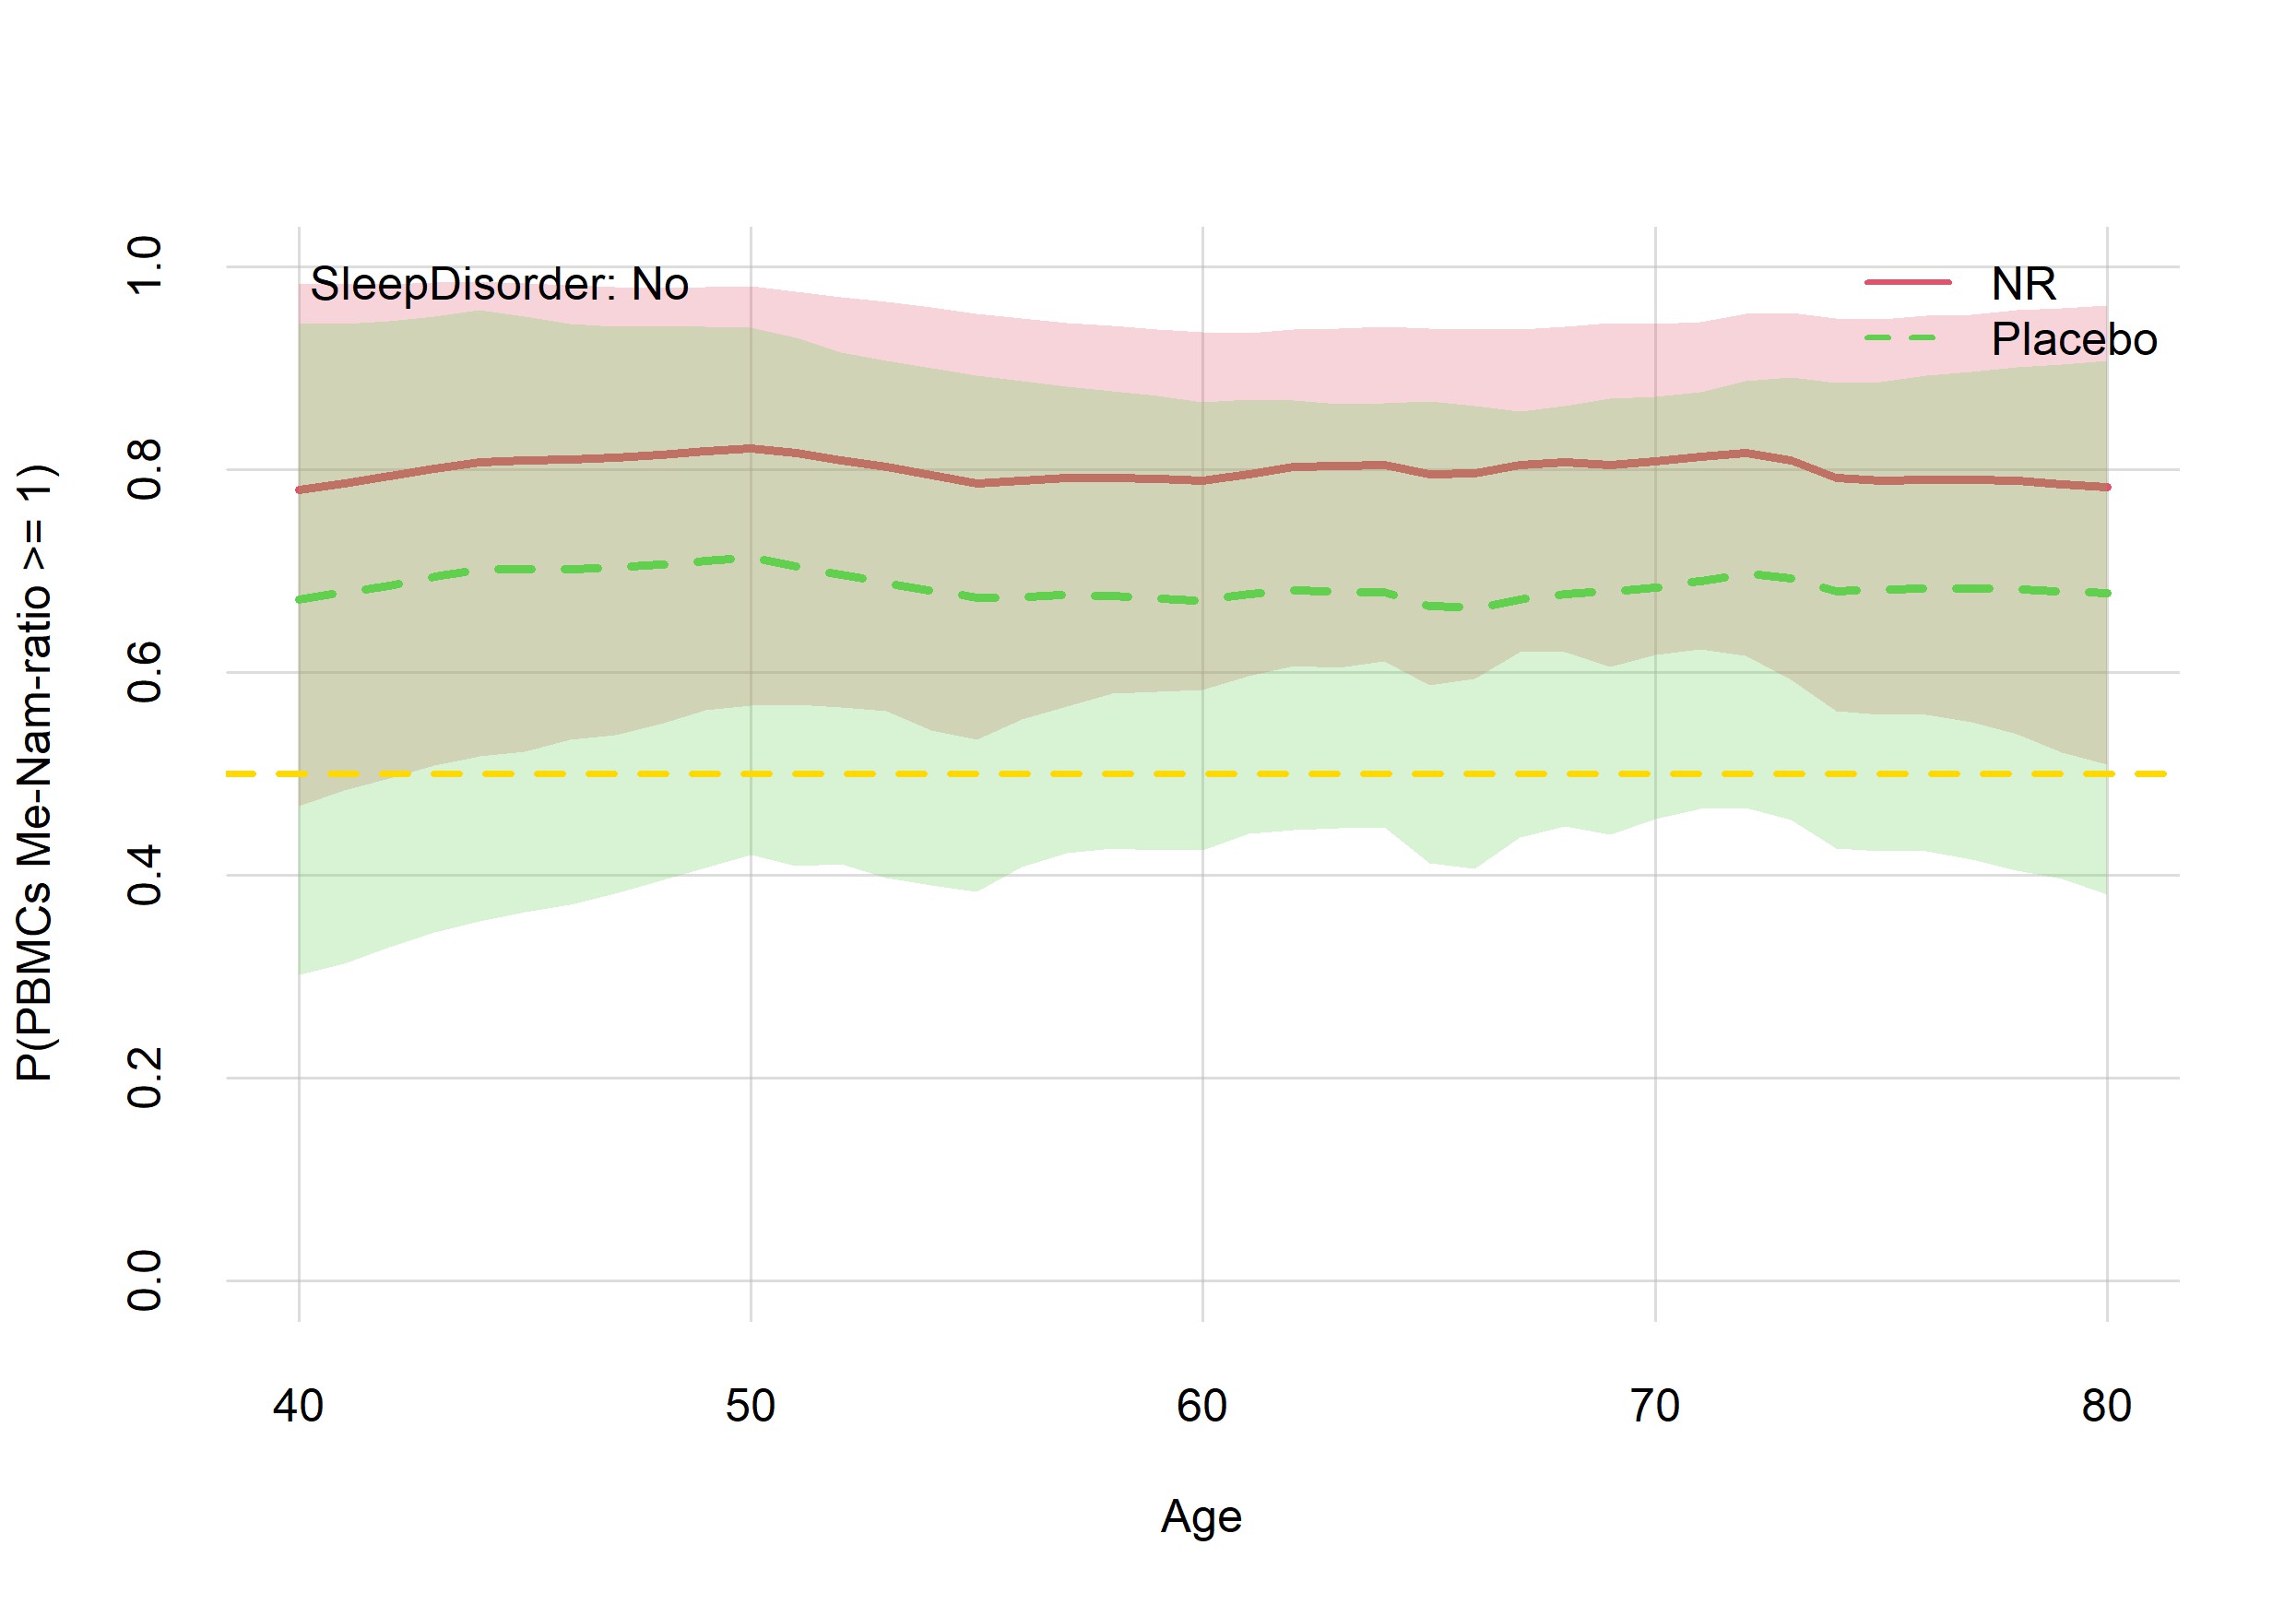 SleepDisorder: No
NR
Placebo
P(PBMCs Me-Nam-ratio >= 1)
1.0
0.8
0.6
0.4
0.2
0.0
40 50 60 70 80
Age